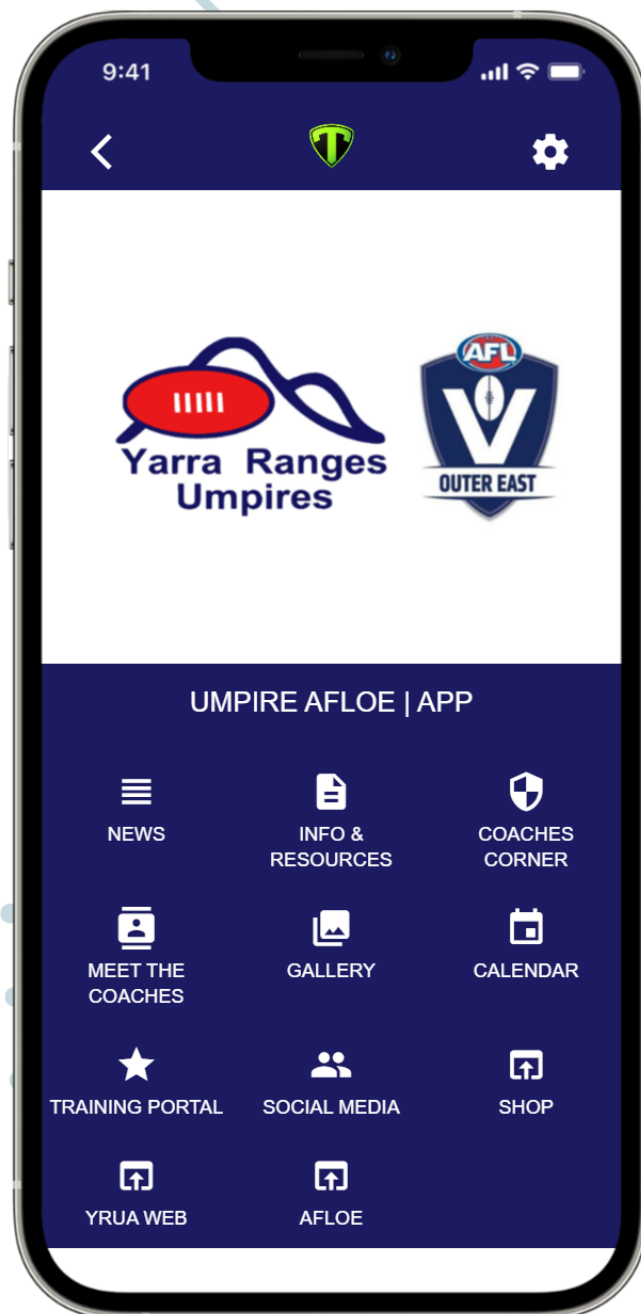 9:41
T
AFL
V
Yarra Ranges
Umpires
OUTER EAST
UMPIRE AFLOE | APP
NEWS
INFO &
RESOURCES
COACHES
CORNER
MEET THE
COACHES
GALLERY
CALENDAR
TRAINING PORTAL
SOCIAL MEDIA
SHOP
YRUA WEB
AFLOE